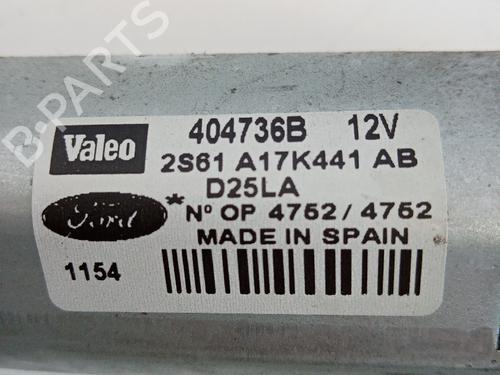 B-PARTS
Valeo 404736B 12V
2S61 A17K441 AB
D25LA
Ford *Nº OP 4752 / 4752
MADE IN SPAIN
1154